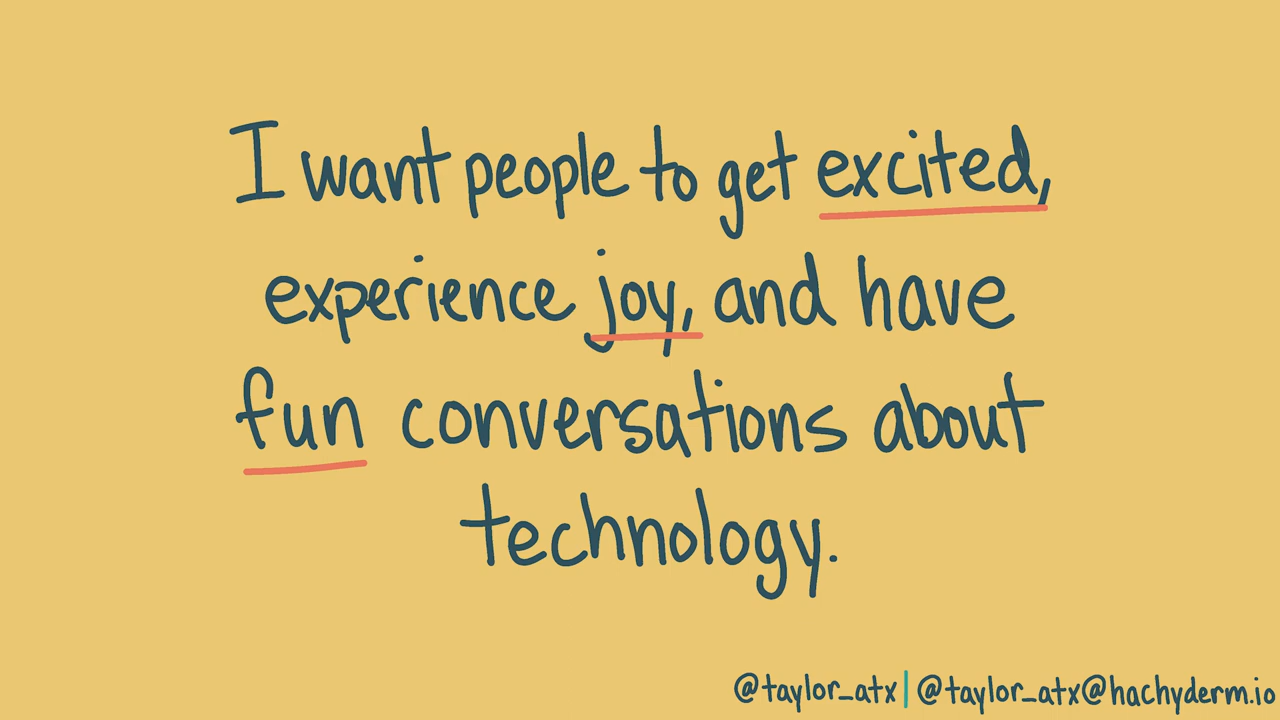 I want people to get excited,
experience joy, and have
fun conversations about
technology.
@taylor_atx|@taylor_atx@hachyderm.io